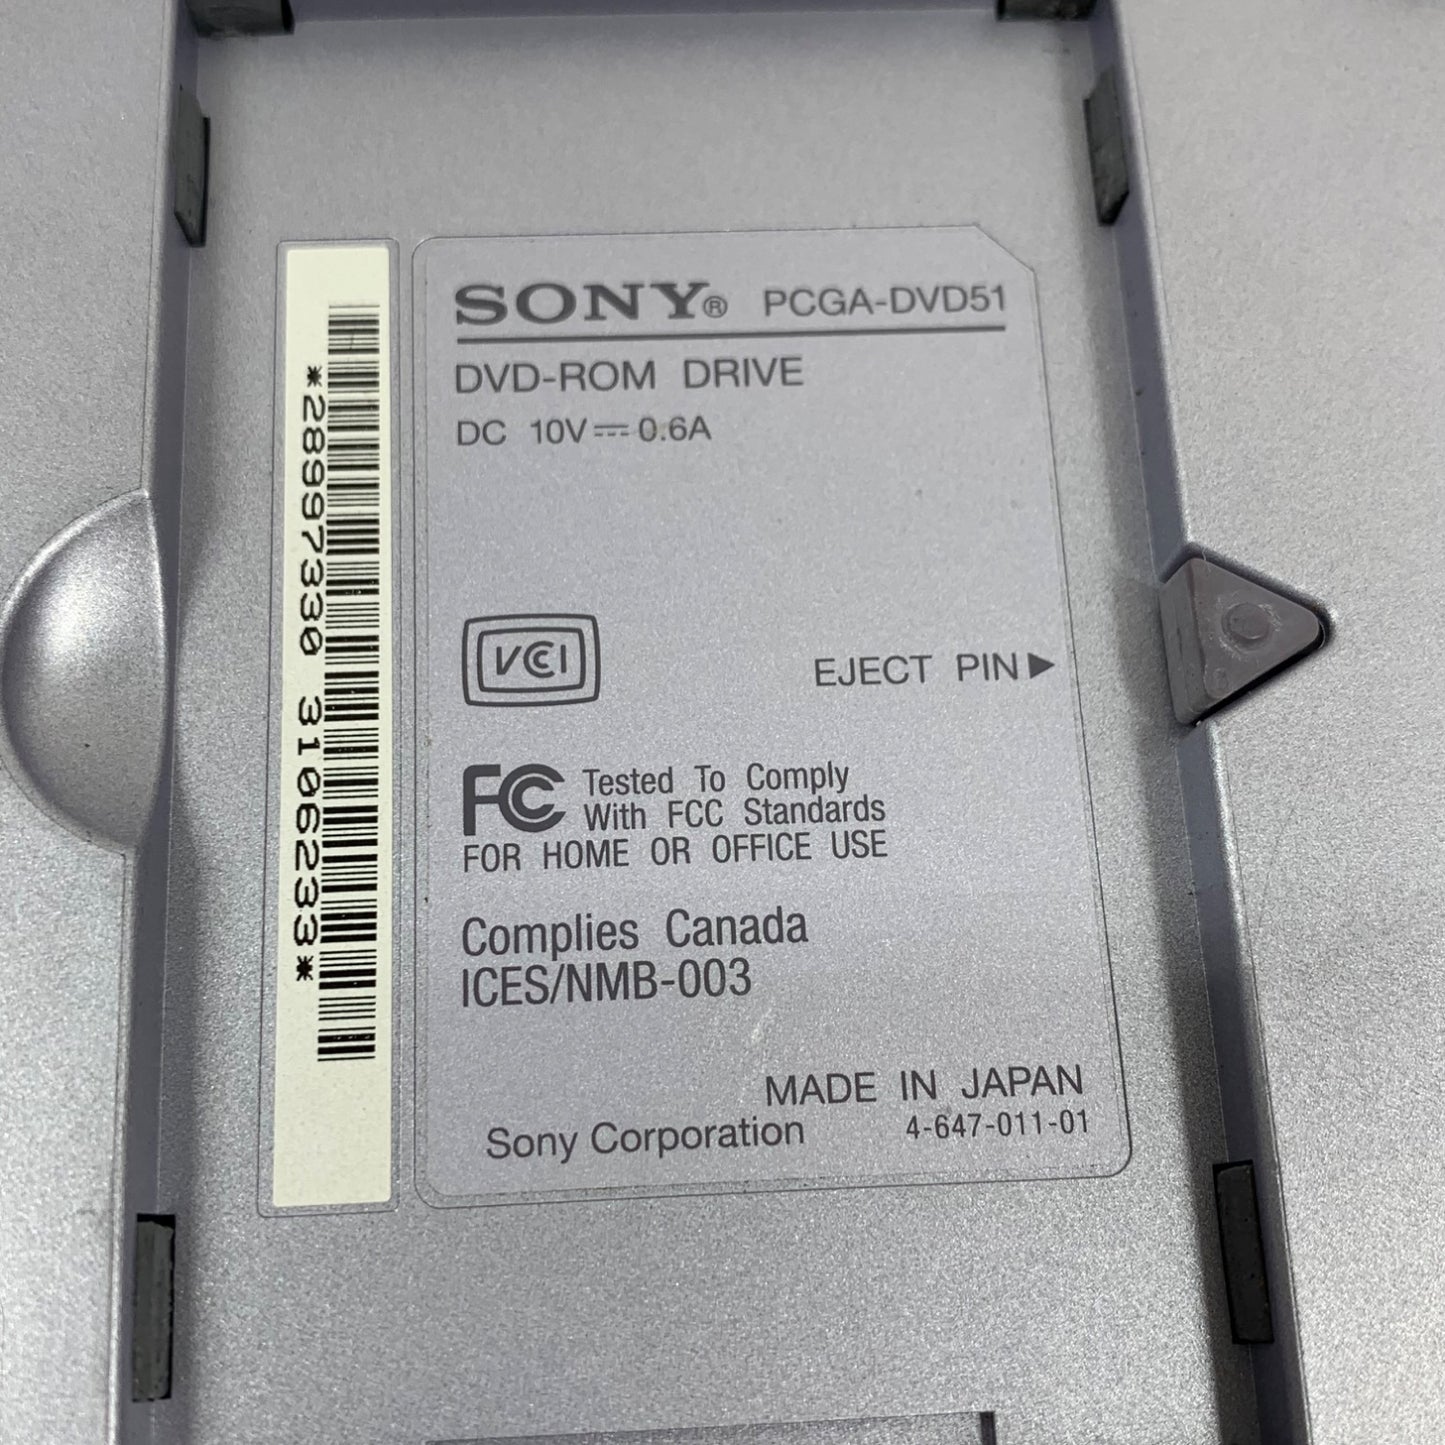 SONY® PCGA-DVD51
DVD-ROM DRIVE
DC 10V⎓0.6A
VCCI
EJECT PIN▶
FC Tested To Comply
With FCC Standards
FOR HOME OR OFFICE USE
Complies Canada
ICES/NMB-003
MADE IN JAPAN
Sony Corporation 4-647-011-01
*28997330 3106233*